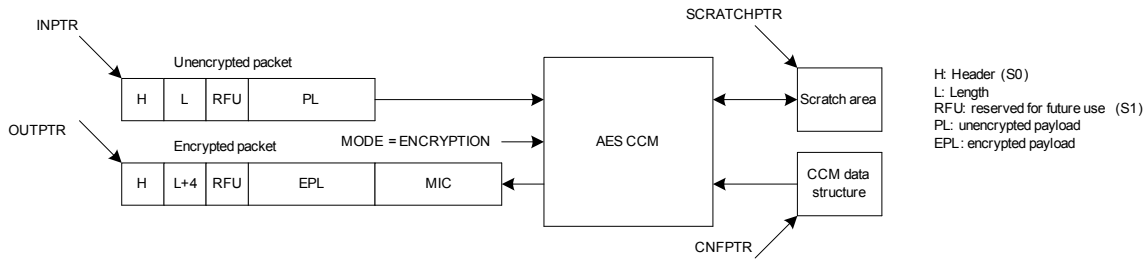 SCRATCHPTR
INPTR
Unencrypted packet
H L RFU PL
OUTPTR
Encrypted packet
H L+4 RFU EPL MIC
MODE = ENCRYPTION
AES CCM
Scratch area
CCM data
structure
CNFPTR
H: Header (S0)
L: Length
RFU: reserved for future use (S1)
PL: unencrypted payload
EPL: encrypted payload